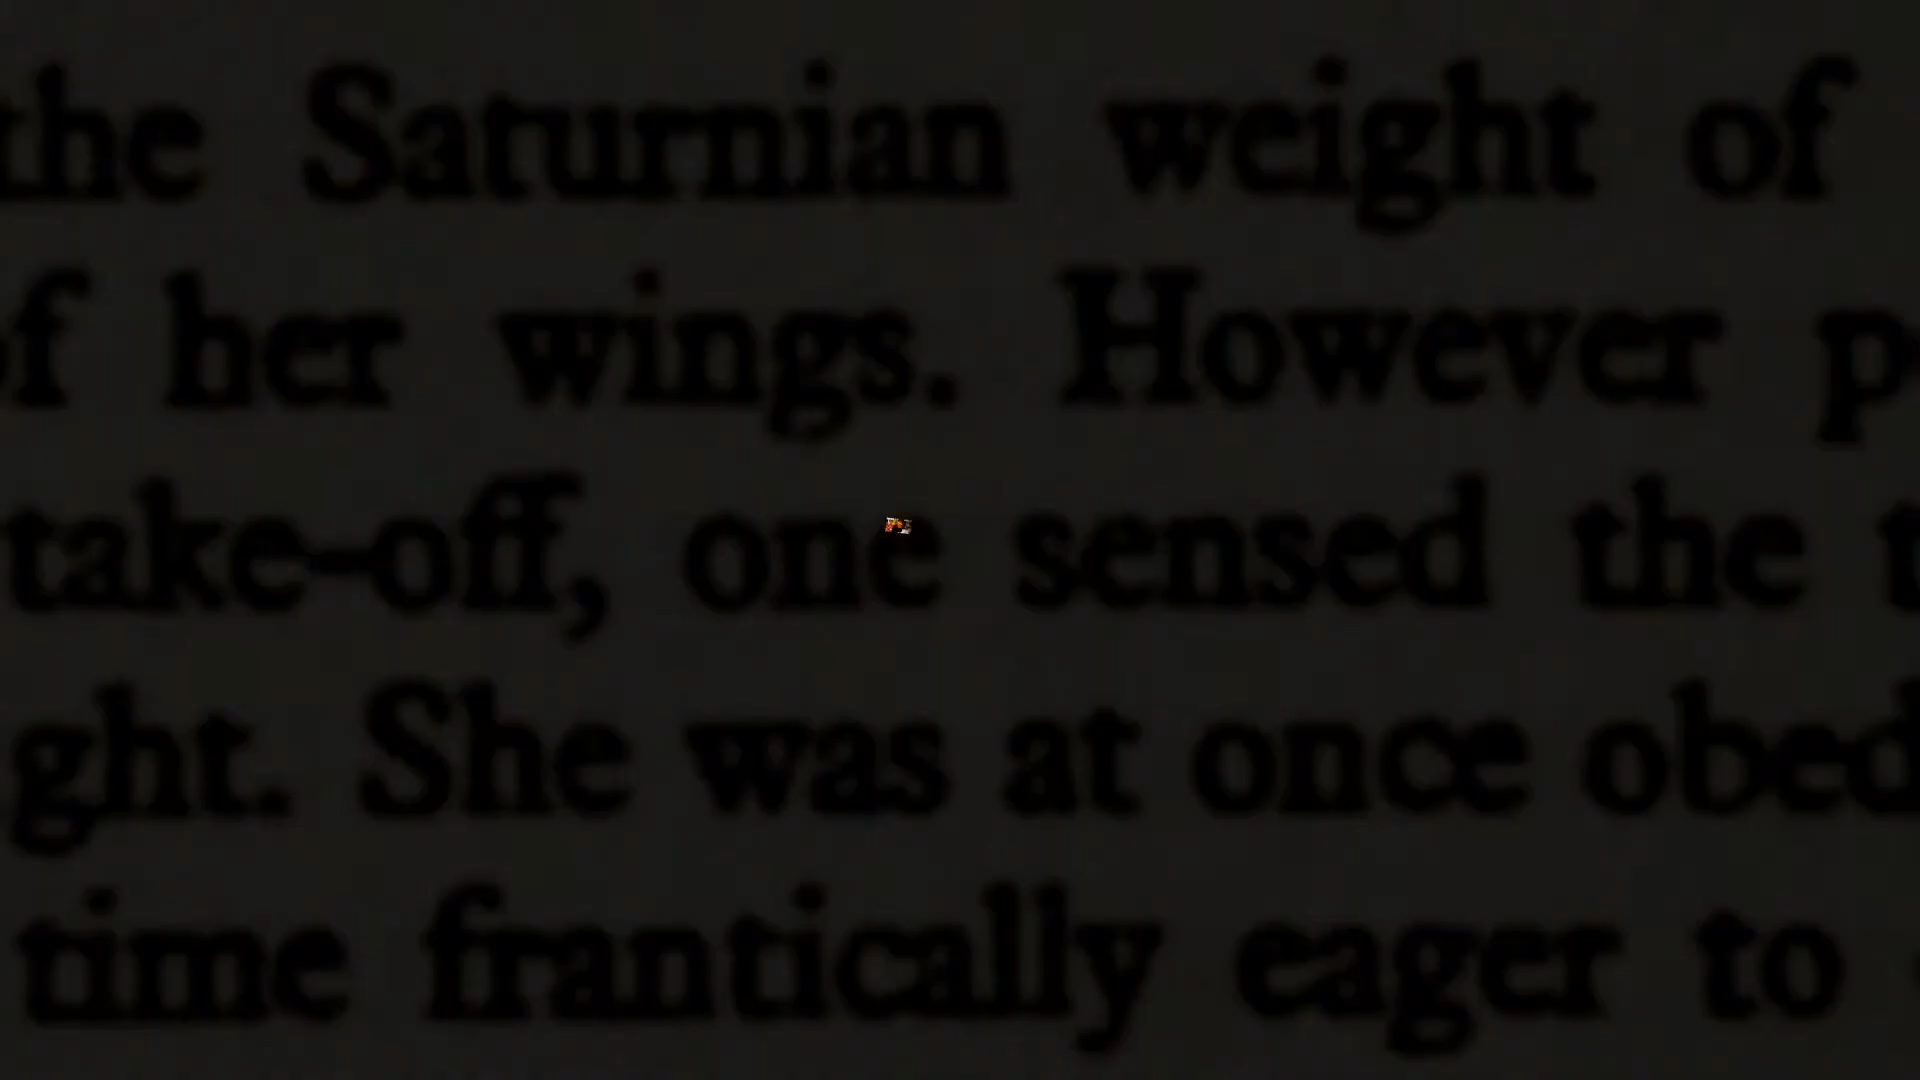 the Saturnian weight of
of her wings. However p
take-off, one sensed the t
ght. She was at once obed
time frantically eager to